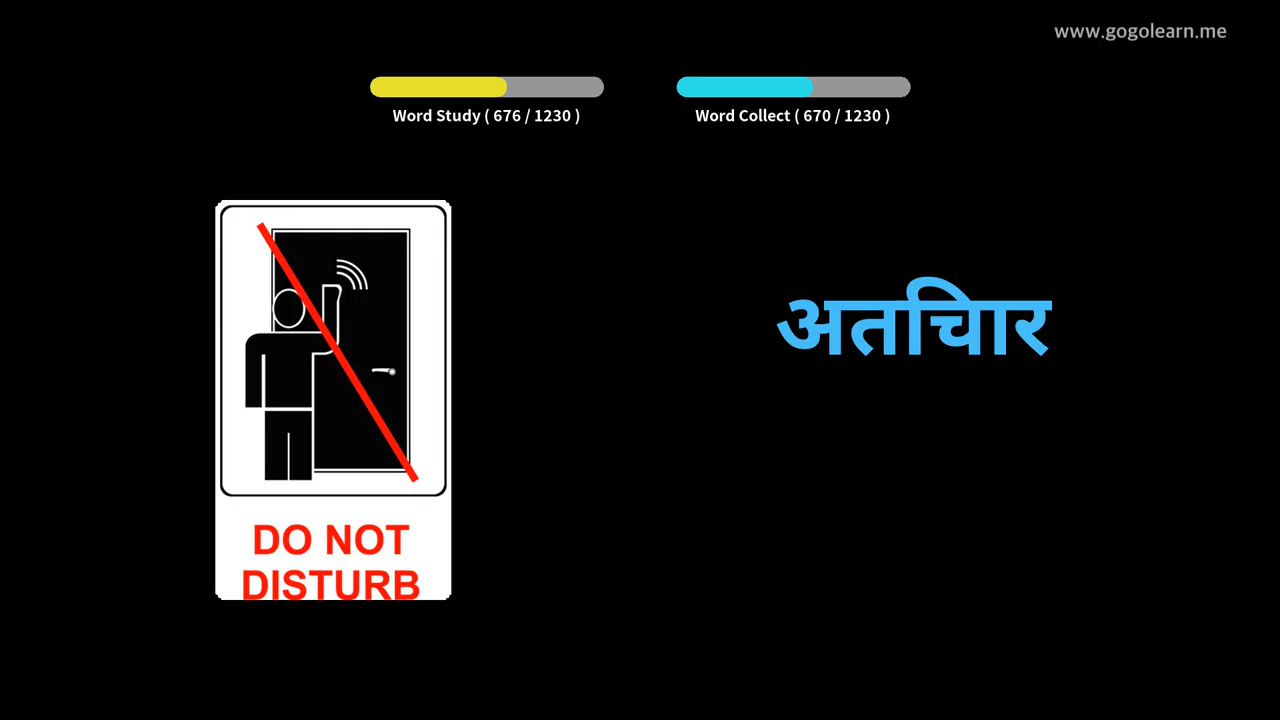 www.gogolearn.me
Word Study ( 676 / 1230 )
Word Collect ( 670 / 1230 )
अतचिार
DO NOT
DISTURB